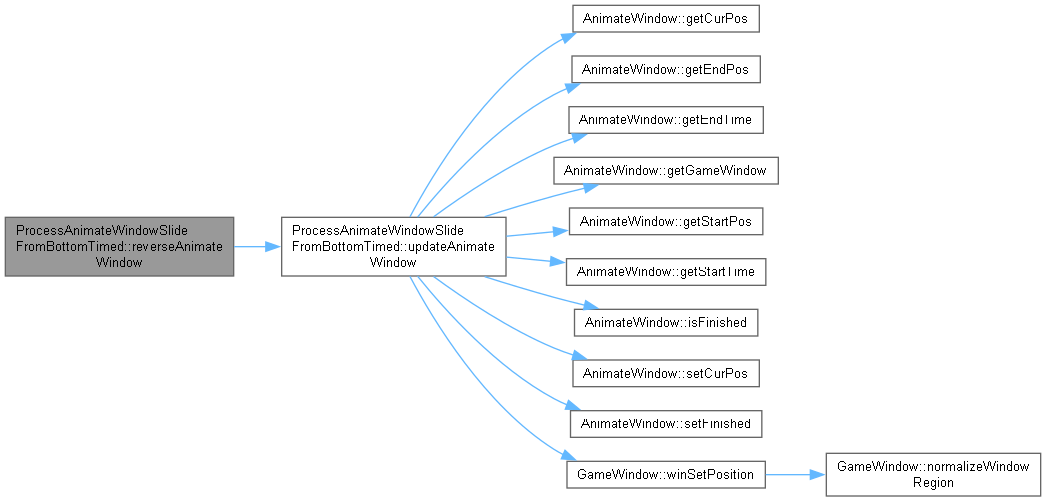 ProcessAnimateWindowSlide
FromBottomTimed::reverseAnimate
Window
ProcessAnimateWindowSlide
FromBottomTimed::updateAnimate
Window
AnimateWindow::getCurPos
AnimateWindow::getEndPos
AnimateWindow::getEndTime
AnimateWindow::getGameWindow
AnimateWindow::getStartPos
AnimateWindow::getStartTime
AnimateWindow::isFinished
AnimateWindow::setCurPos
AnimateWindow::setFinished
GameWindow::winSetPosition
GameWindow::normalizeWindow
Region